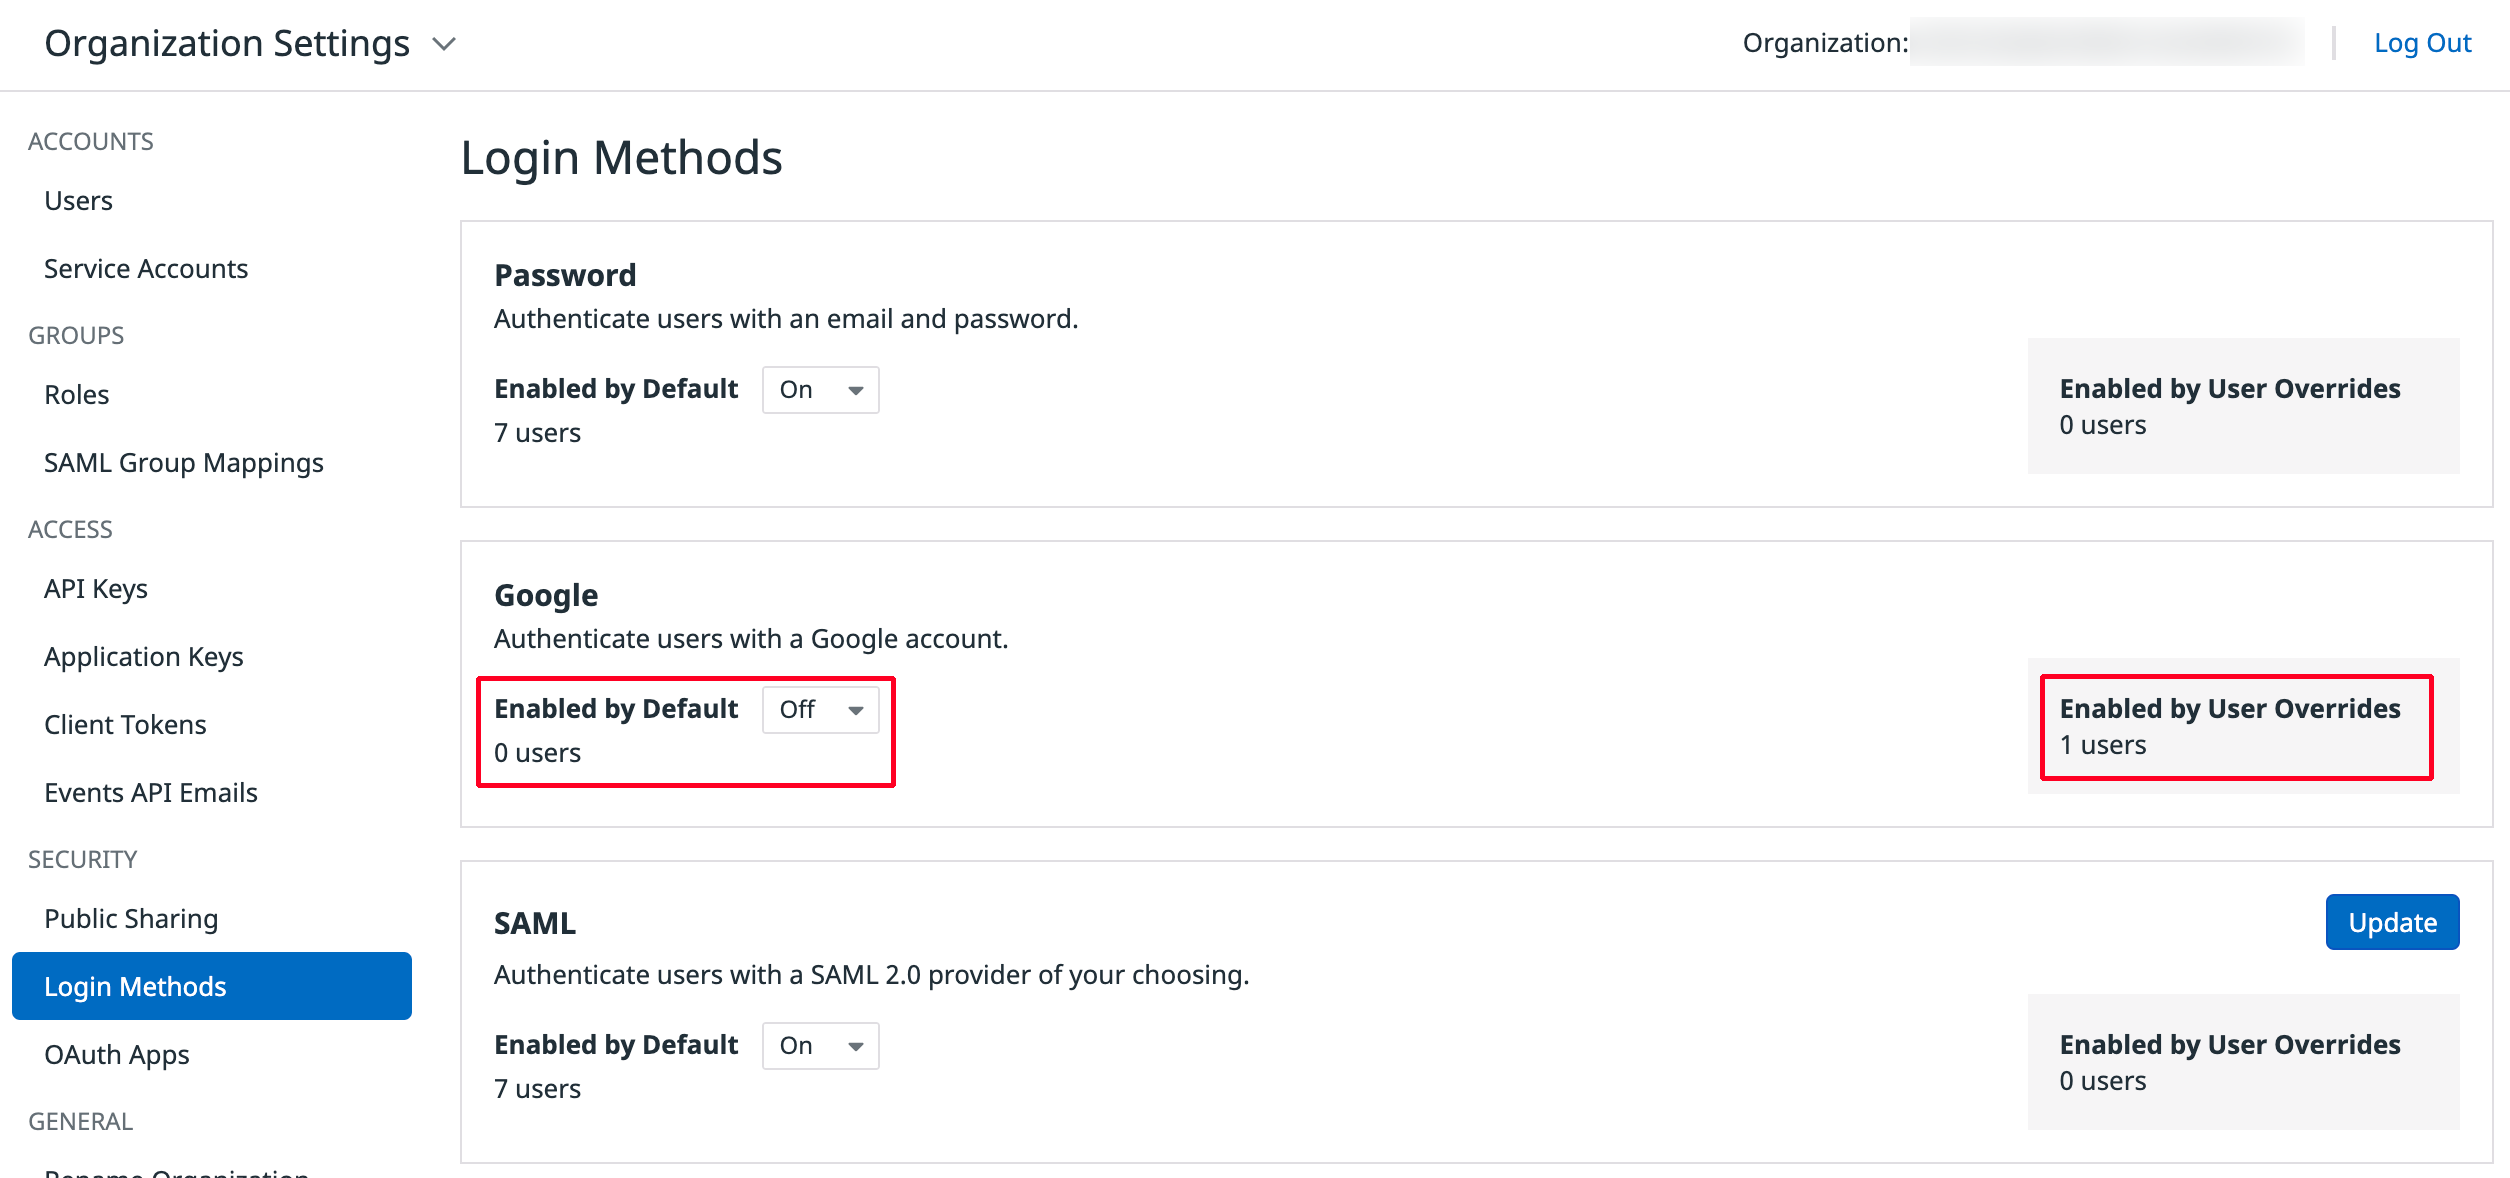 Organization Settings
Organization:
Log Out
ACCOUNTS
Users
Service Accounts
GROUPS
Roles
SAML Group Mappings
ACCESS
API Keys
Application Keys
Client Tokens
Events API Emails
SECURITY
Public Sharing
Login Methods
OAuth Apps
GENERAL
Rename Organization
Login Methods
Password
Authenticate users with an email and password.
Enabled by Default On
7 users
Enabled by User Overrides
0 users
Google
Authenticate users with a Google account.
Enabled by Default Off
0 users
Enabled by User Overrides
1 users
SAML
Update
Authenticate users with a SAML 2.0 provider of your choosing.
Enabled by Default On
7 users
Enabled by User Overrides
0 users